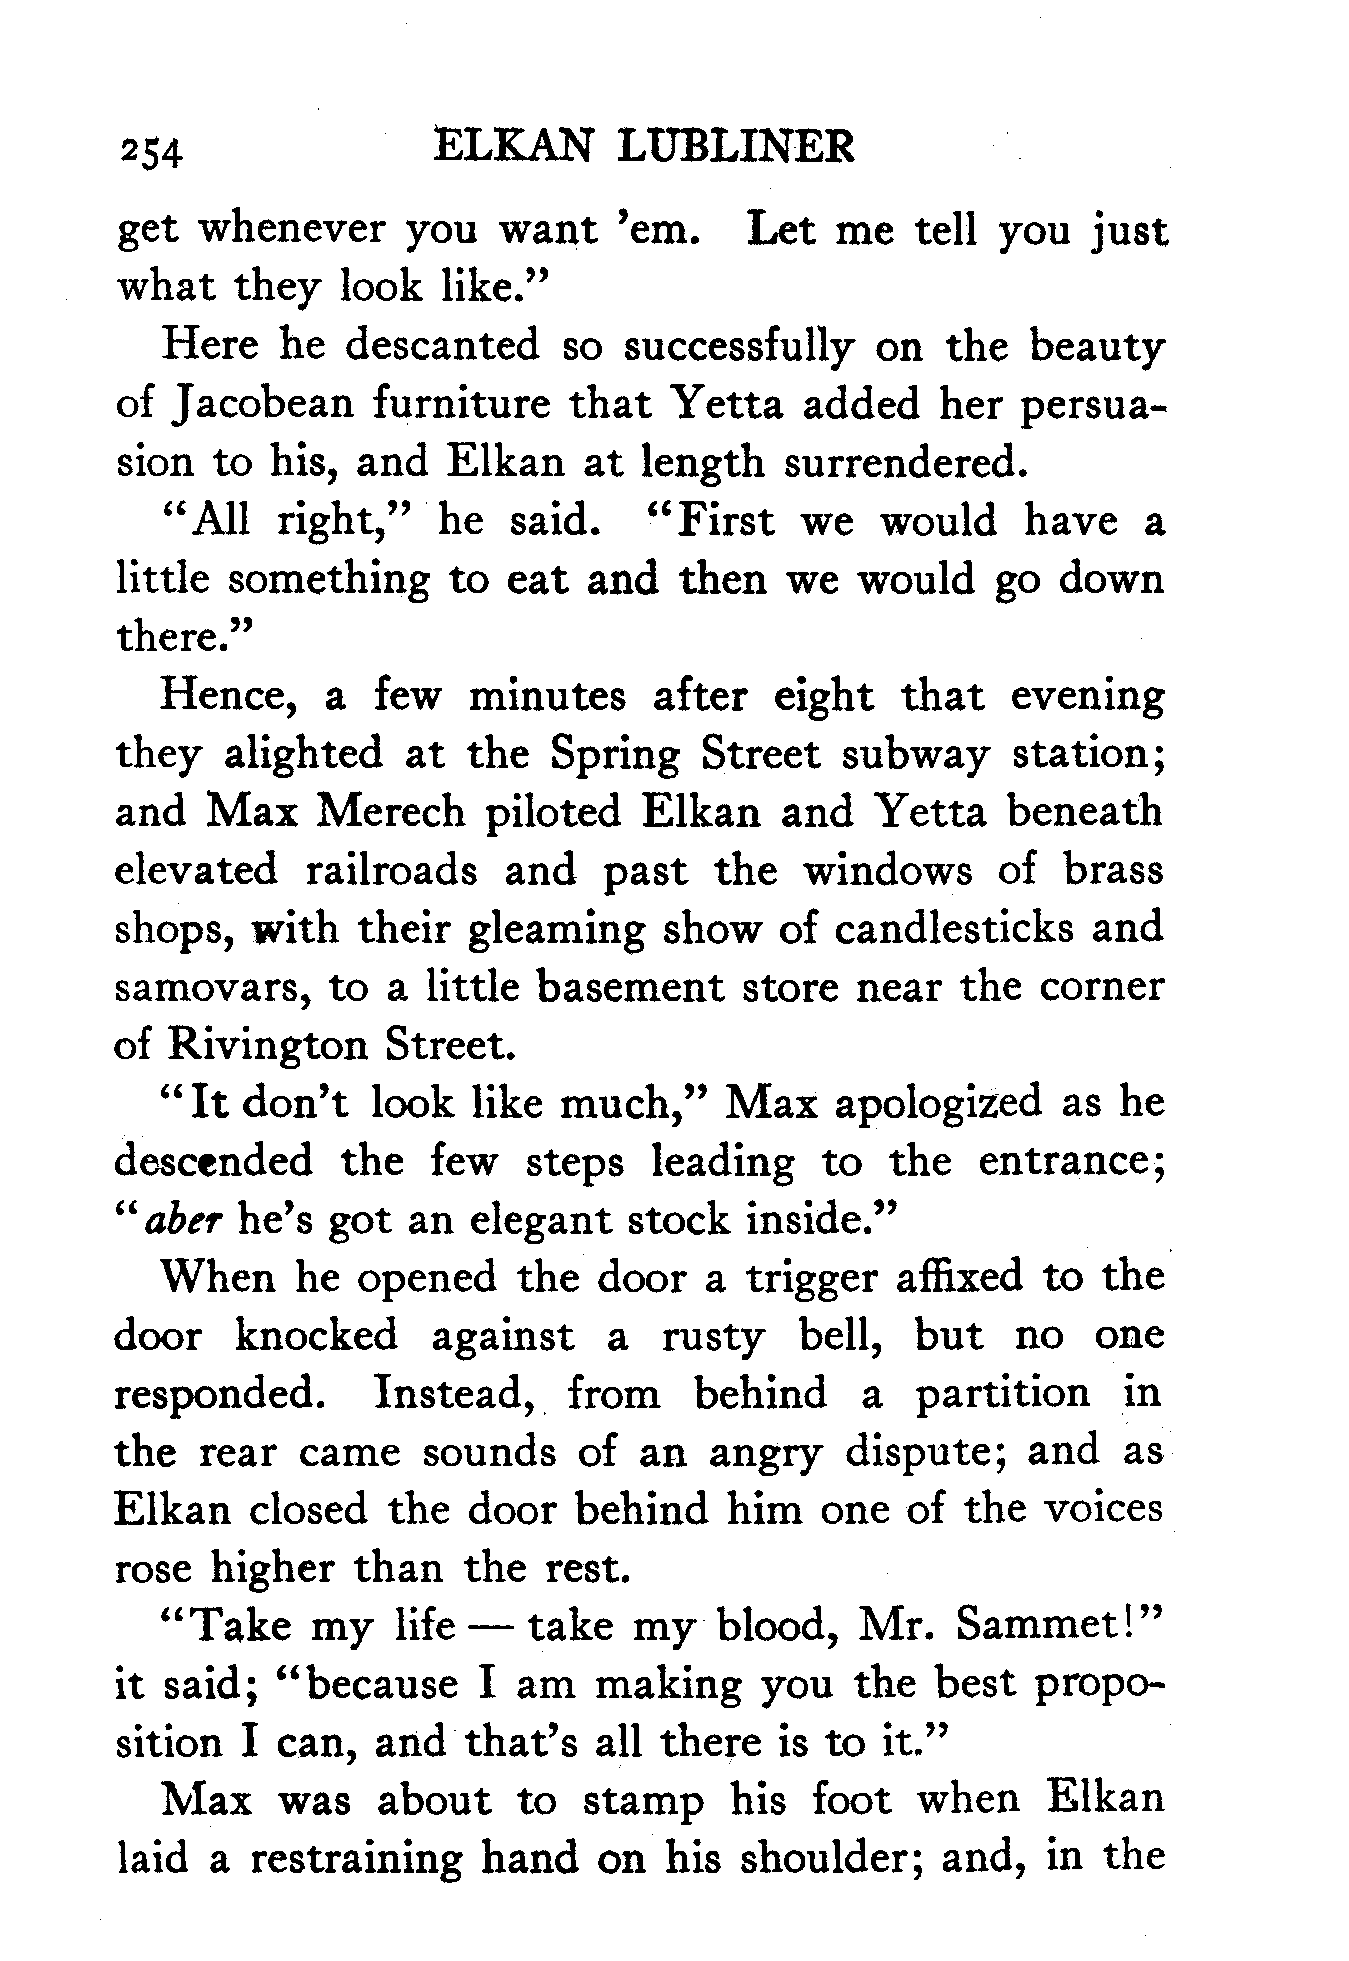 254 ELKAN LUBLINER
get whenever you want ’em. Let me tell you just
what they look like.”
Here he descanted so successfully on the beauty
of Jacobean furniture that Yetta added her persua-
sion to his, and Elkan at length surrendered.
“All right,” he said. “First we would have a
little something to eat and then we would go down
there.”
Hence, a few minutes after eight that evening
they alighted at the Spring Street subway station;
and Max Merech piloted Elkan and Yetta beneath
elevated railroads and past the windows of brass
shops, with their gleaming show of candlesticks and
samovars, to a little basement store near the corner
of Rivington Street.
“It don’t look like much,” Max apologized as he
descended the few steps leading to the entrance;
“aber he’s got an elegant stock inside.”
When he opened the door a trigger affixed to the
door knocked against a rusty bell, but no one
responded. Instead, from behind a partition in
the rear came sounds of an angry dispute; and as
Elkan closed the door behind him one of the voices
rose higher than the rest.
“Take my life — take my blood, Mr. Sammet!”
it said; “because I am making you the best propo-
sition I can, and that’s all there is to it.”
Max was about to stamp his foot when Elkan
laid a restraining hand on his shoulder; and, in the